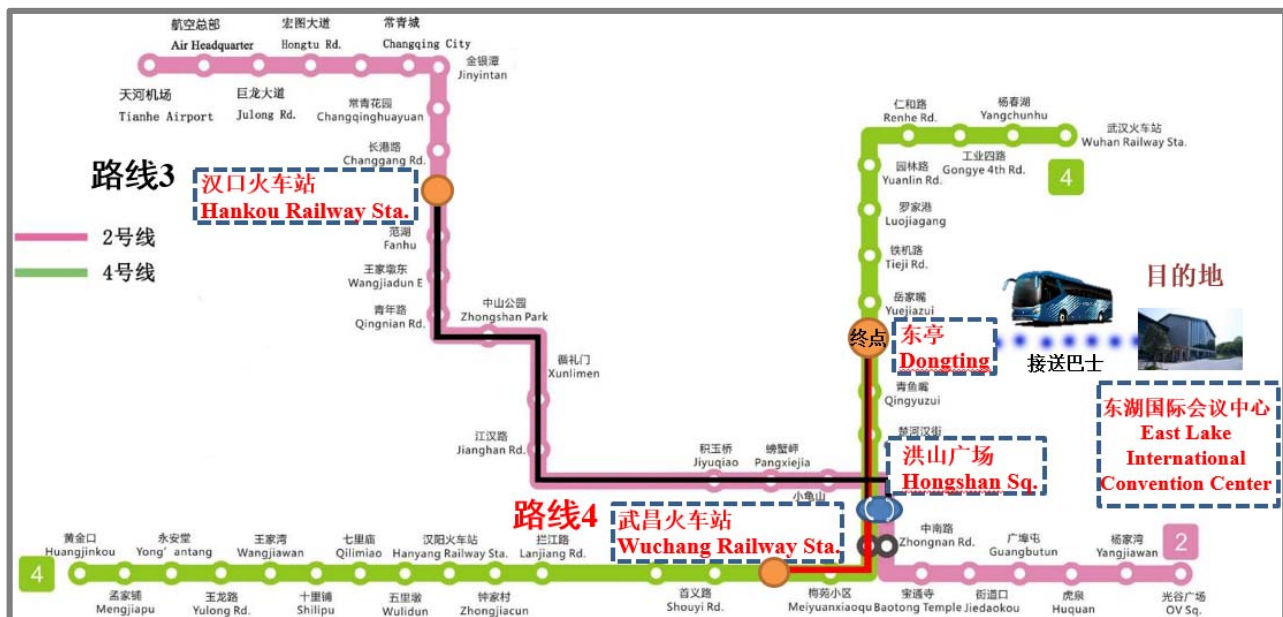 航空总部
Air Headquarter
宏图大道
Hongtu Rd.
常青城
Changqing City
金银潭
Jinyintan
天河机场
Tianhe Airport
巨龙大道
Julong Rd.
常青花园
Changqinghuayuan
长港路
Changgang Rd.
路线3
汉口火车站
Hankou Railway Sta.
2号线
4号线
范湖
Fanhu
王家墩东
Wangjiadun E
青年路
Qingnian Rd.
中山公园
Zhongshan Park
循礼门
Xunlimen
江汉路
Jianghan Rd.
积玉桥
Jiyuqiao
螃蟹岬
Pangxiejia
小龟山
仁和路
Renhe Rd.
杨春湖
Yangchunhu
武汉火车站
Wuhan Railway Sta.
园林路
Yuanlin Rd.
工业四路
Gongye 4th Rd.
4
罗家港
Luojiagang
铁机路
Tieji Rd.
岳家嘴
Yuejiazui
目的地
终点
东亭
Dongting
接送巴士
青鱼嘴
Qingyuzui
楚河汉街
东湖国际会议中心
East Lake
International
Convention Center
洪山广场
Hongshan Sq.
路线4
武昌火车站
Wuchang Railway Sta.
中南路
Zhongnan Rd.
广埠屯
Guangbutun
杨家湾
Yangjiawan
2
黄金口
Huangjinkou
永安堂
Yong'antang
王家湾
Wangjiawan
七里庙
Qilimiao
汉阳火车站
Hanyang Railway Sta.
拦江路
Lanjiang Rd.
4
孟家铺
Mengjiapu
玉龙路
Yulong Rd.
十里铺
Shilipu
五里墩
Wulidun
钟家村
Zhongjiacun
首义路
Shouyi Rd.
梅苑小区
Meiyuanxiaoqu
宝通寺
Baotong Temple
街道口
Jiedaokou
虎泉
Huquan
光谷广场
OV Sq.